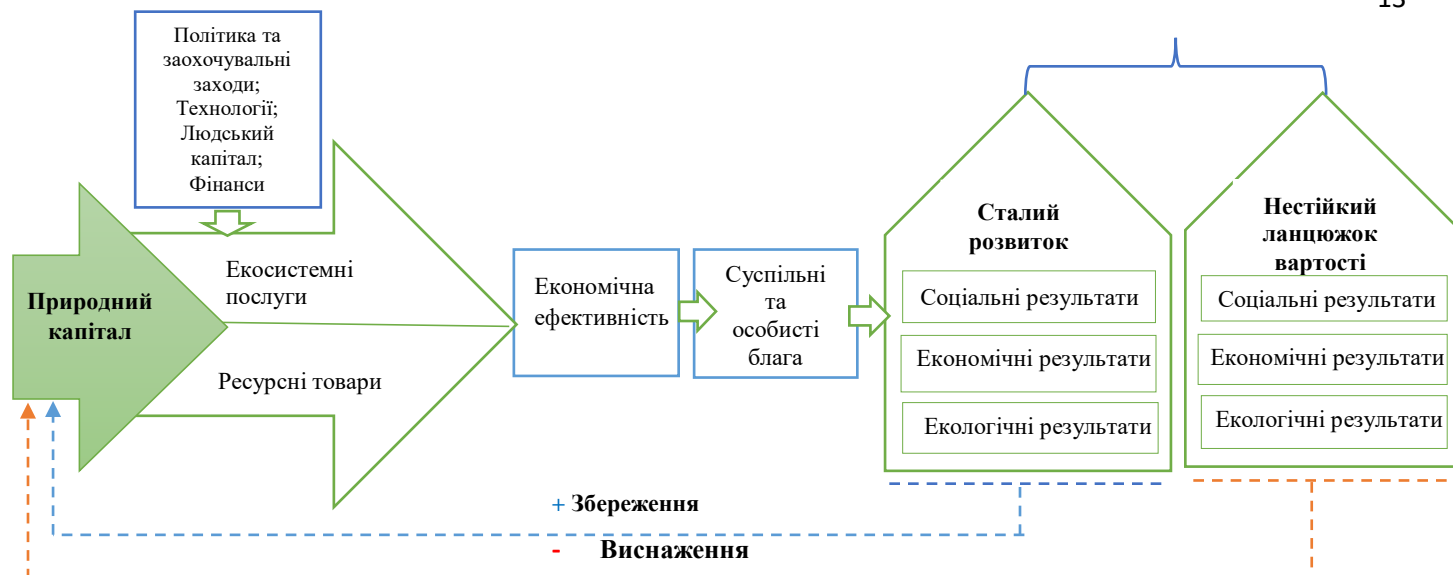 Політика та
заохочувальні
заходи;
Технології;
Людський
капітал;
Фінанси
Природний
капітал
Екосистемні
послуги
Ресурсні товари
Економічна
ефективність
Суспільні
та
особисті
блага
Сталий
розвиток
Соціальні результати
Економічні результати
Екологічні результати
Нестійкий
ланцюжок
вартості
Соціальні результати
Економічні результати
Екологічні результати
+ Збереження
- Виснаження